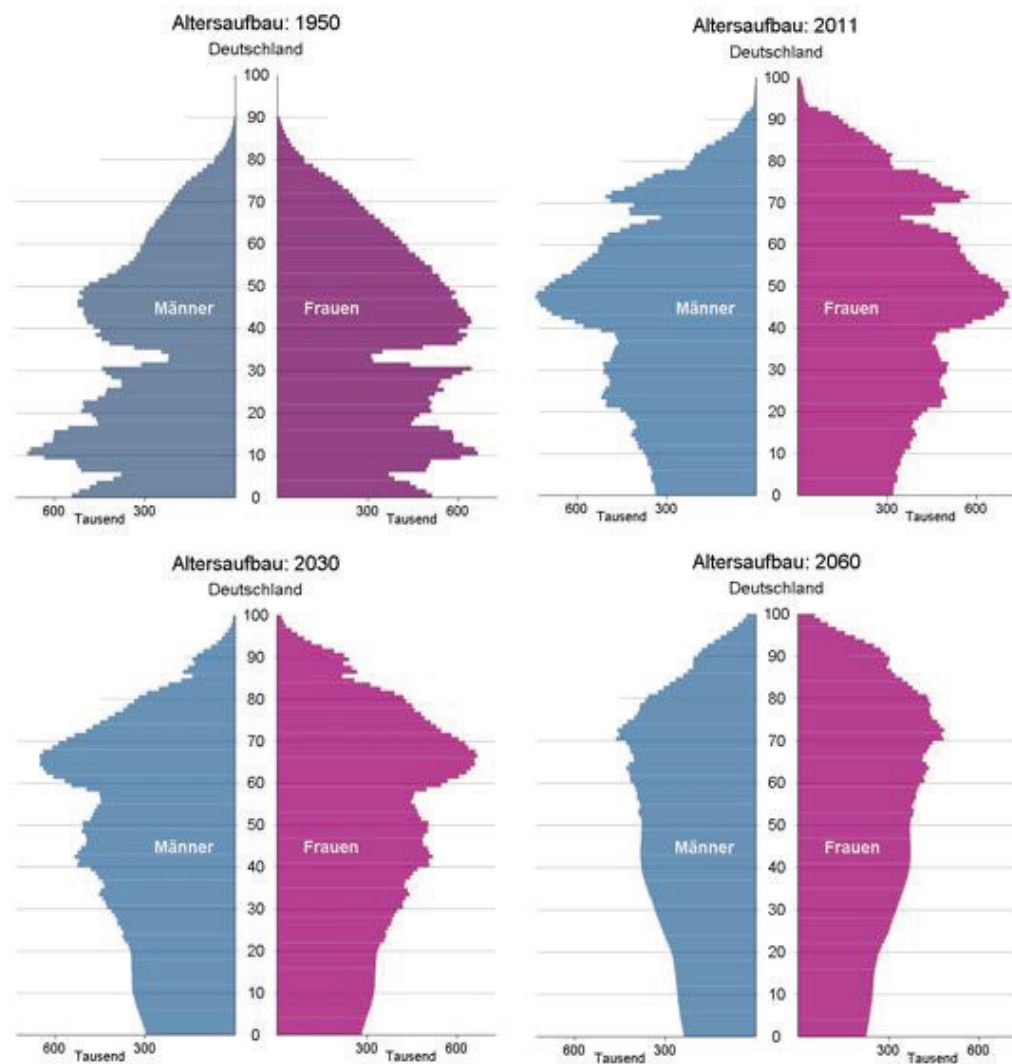 Altersaufbau: 1950
Deutschland
100
90
80
70
60
50
Männer
Frauen
40
30
20
10
0
600
300
300
600
Tausend
Tausend
Altersaufbau: 2011
Deutschland
100
90
80
70
60
50
Männer
Frauen
40
30
20
10
0
600
300
300
600
Tausend
Tausend
Altersaufbau: 2030
Deutschland
100
90
80
70
60
50
Männer
Frauen
40
30
20
10
0
600
300
300
600
Tausend
Tausend
Altersaufbau: 2060
Deutschland
100
90
80
70
60
50
Männer
Frauen
40
30
20
10
0
600
300
300
600
Tausend
Tausend